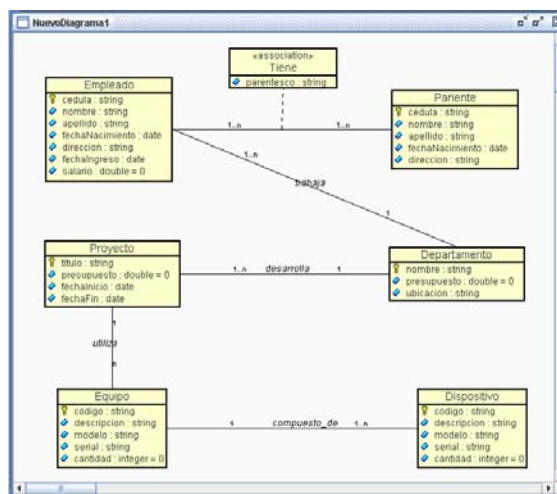 NuevoDiagrama1
«association»
Tiene
parentesco : string
Empleado
cedula : string
nombre : string
apellido : string
fechaNacimiento : date
direccion : string
fechaIngreso : date
salario : double = 0
1..n
1..n
Pariente
cedula : string
nombre : string
apellido : string
fechaNacimiento : date
direccion : string
1..n
trabaja
1
Proyecto
titulo : string
presupuesto : double = 0
fechaInicio : date
fechaFin : date
1..n
desarrolla
1
Departamento
nombre : string
presupuesto : double = 0
ubicacion : string
1
utiliza
n
Equipo
codigo : string
descripcion : string
modelo : string
serial : string
cantidad : integer = 0
1
compuesto_de
1..n
Dispositivo
codigo : string
descripcion : string
modelo : string
serial : string
cantidad : integer = 0